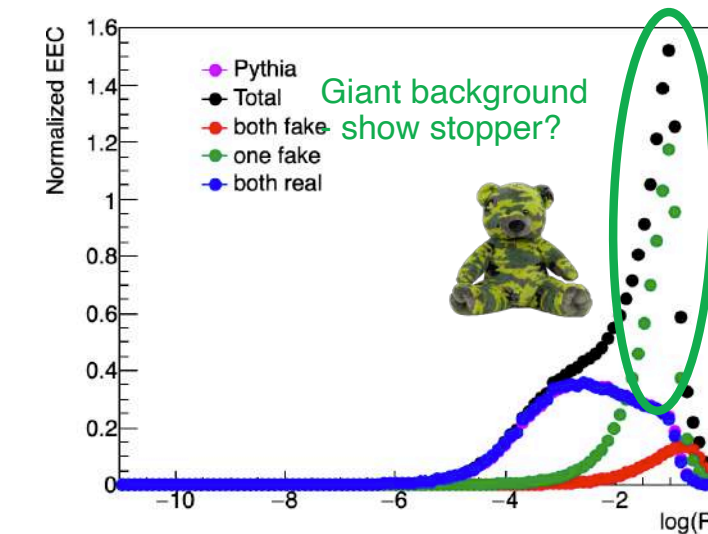 Normalized EEC
1.6
1.4
1.2
1
0.8
0.6
0.4
0.2
0
Pythia
Total
both fake
one fake
both real
Giant background
- show stopper?
−10
−8
−6
−4
−2